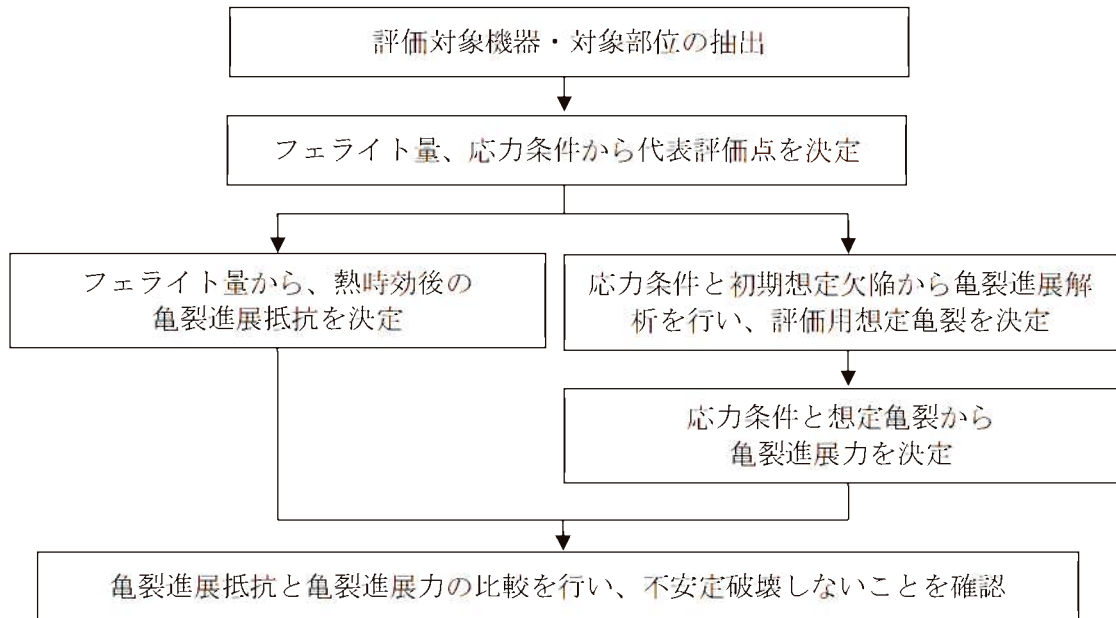 評価対象機器・対象部位の抽出
フェライト量、応力条件から代表評価点を決定
フェライト量から、熱時効後の
亀裂進展抵抗を決定
応力条件と初期想定欠陥から亀裂進展解
析を行い、評価用想定亀裂を決定
応力条件と想定亀裂から
亀裂進展力を決定
亀裂進展抵抗と亀裂進展力の比較を行い、不安定破壊しないことを確認